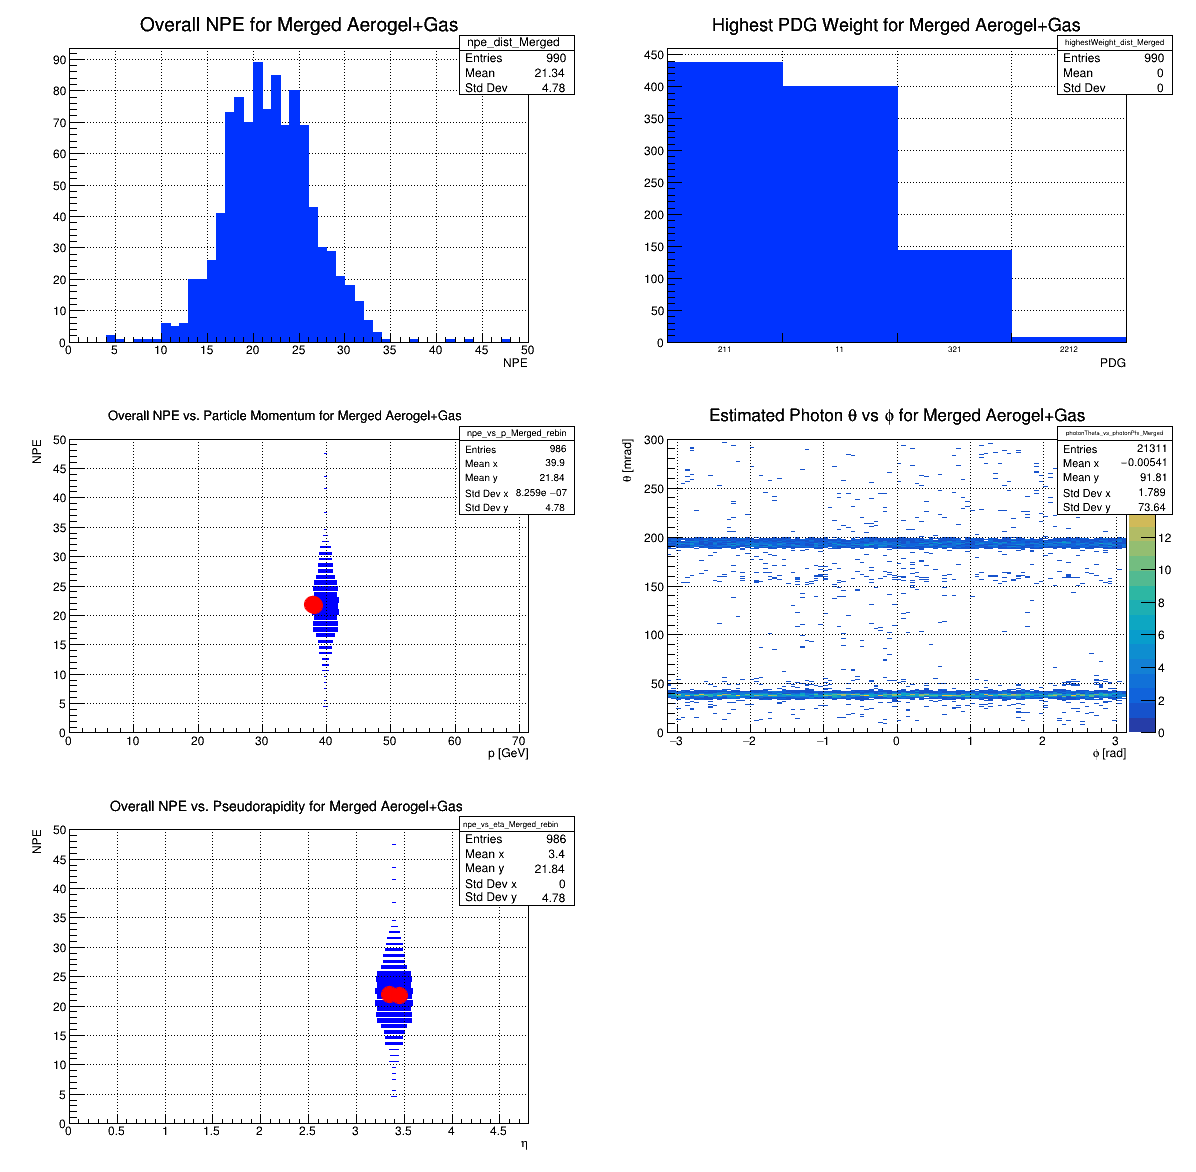 Overall NPE for Merged Aerogel+Gas
npe_dist_Merged
Entries 990
Mean 21.34
Std Dev 4.78
90
80
70
60
50
40
30
20
10
0
0 5 10 15 20 25 30 35 40 45 50
NPE
Highest PDG Weight for Merged Aerogel+Gas
highestWeight_dist_Merged
Entries 990
Mean 0
Std Dev 0
450
400
350
300
250
200
150
100
50
0
211 11 321 2212
PDG
Overall NPE vs. Particle Momentum for Merged Aerogel+Gas
npe_vs_p_Merged_rebin
Entries 986
Mean x 39.9
Mean y 21.84
Std Dev x 8.259e −07
Std Dev y 4.78
NPE
50
45
40
35
30
25
20
15
10
5
0
0 10 20 30 40 50 60 70
p [GeV]
Estimated Photon θ vs ϕ for Merged Aerogel+Gas
photonTheta_vs_photonPhi_Merged
Entries 21311
Mean x −0.00541
Mean y 91.81
Std Dev x 1.789
Std Dev y 73.64
θ [mrad]
300
250
200
150
100
50
0
−3 −2 −1 0 1 2 3
ϕ [rad]
12
10
8
6
4
2
0
Overall NPE vs. Pseudorapidity for Merged Aerogel+Gas
npe_vs_eta_Merged_rebin
Entries 986
Mean x 3.4
Mean y 21.84
Std Dev x 0
Std Dev y 4.78
NPE
50
45
40
35
30
25
20
15
10
5
0
0 0.5 1 1.5 2 2.5 3 3.5 4 4.5
η